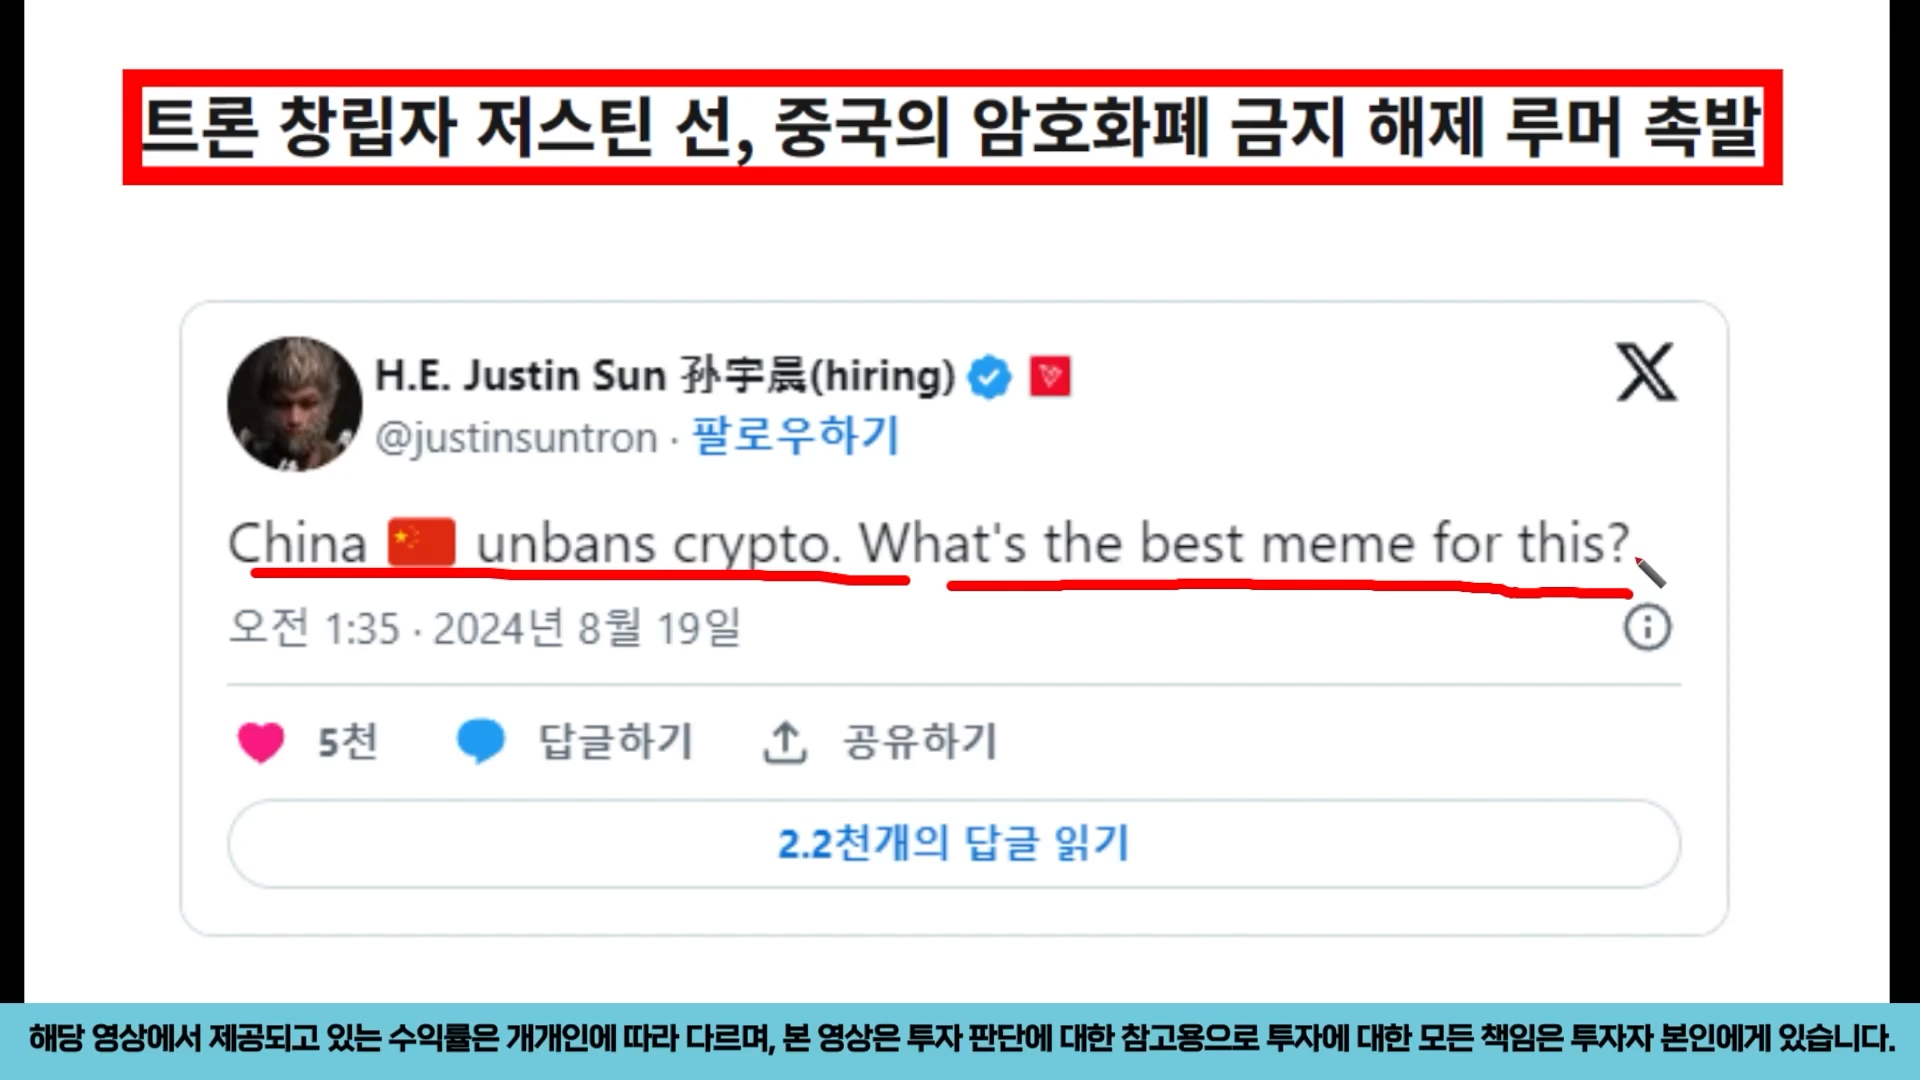 트론 창립자 저스틴 선, 중국의 암호화폐 금지 해제 루머 촉발
H.E. Justin Sun 孙宇晨(hiring)
@justinsuntron · 팔로우하기
China 🇨🇳 unbans crypto. What's the best meme for this?
오전 1:35 · 2024년 8월 19일
5천 답글하기 공유하기
2.2천개의 답글 읽기
해당 영상에서 제공되고 있는 수익률은 개개인에 따라 다르며, 본 영상은 투자 판단에 대한 참고용으로 투자에 대한 모든 책임은 투자자 본인에게 있습니다.